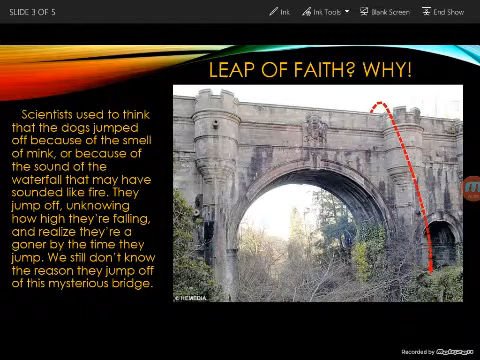 SLIDE 3 OF 5
Ink
Ink Tools
Blank Screen
End Show
LEAP OF FAITH? WHY!
Scientists used to think
that the dogs jumped
off because of the smell
of mink, or because of
the sound of the
waterfall that may have
sounded like fire. They
jump off, unknowing
how high they're falling,
and realize they're a
goner by the time they
jump. We still don't know
the reason they jump off
of this mysterious bridge.
© HEMEDIA
Recorded by